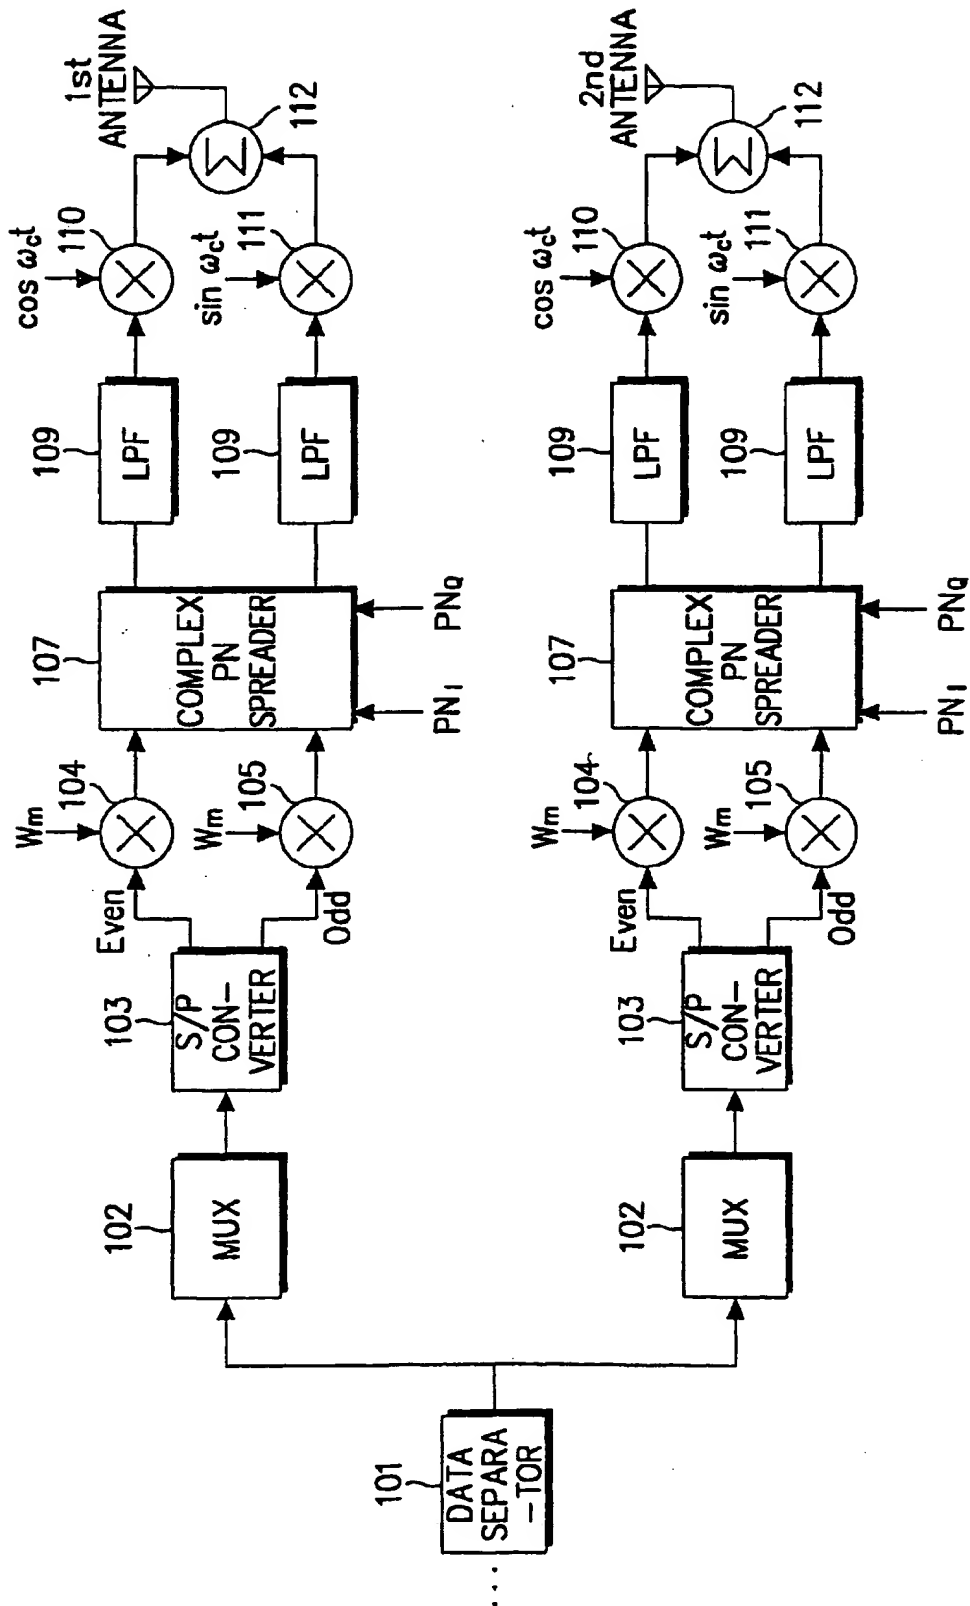 101
DATA
SEPARA
-TOR
102
MUX
103
S/P
CON-
VERTER
Even
Odd
Wm
104
Wm
105
107
COMPLEX
PN
SPREADER
PNI
PNQ
109
LPF
109
LPF
cos ωct
110
sin ωct
111
1st
ANTENNA
112
102
MUX
103
S/P
CON-
VERTER
Even
Odd
Wm
104
Wm
105
107
COMPLEX
PN
SPREADER
PNI
PNQ
109
LPF
109
LPF
cos ωct
110
sin ωct
111
2nd
ANTENNA
112
Σ
Σ